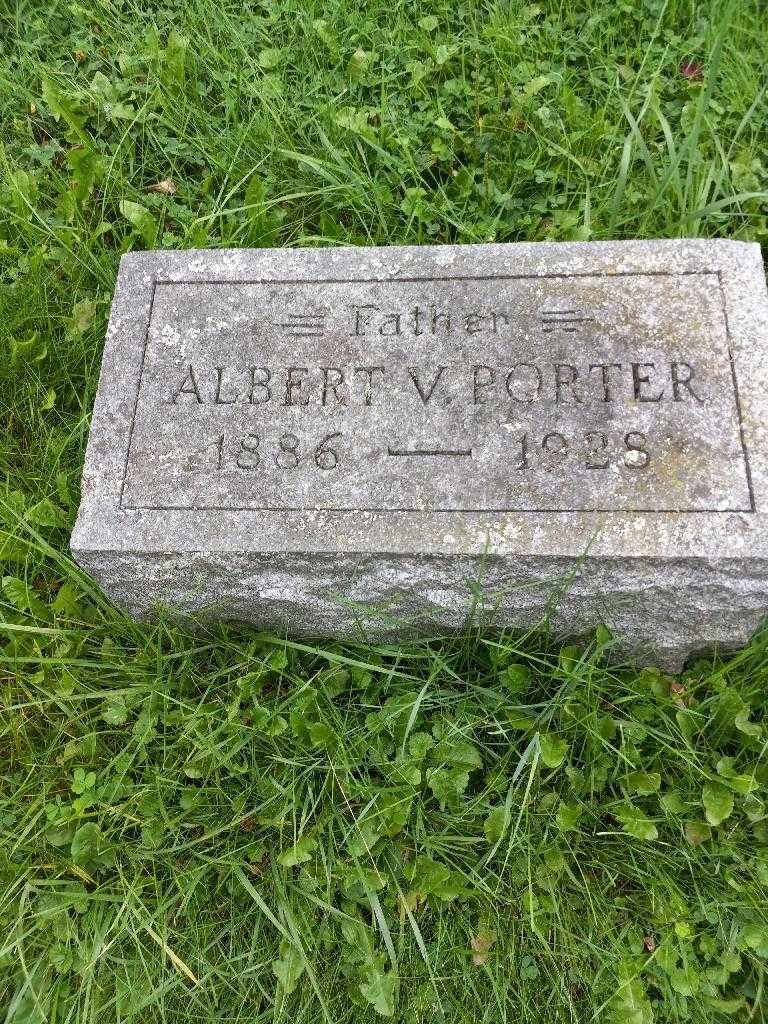 Father
ALBERT V. PORTER
1886 — 1928